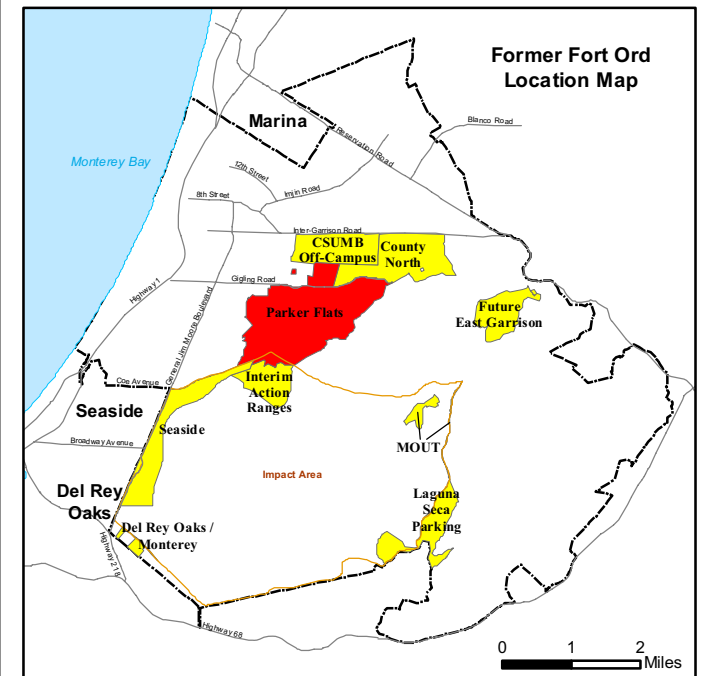 Former Fort Ord
Location Map
Marina
Blanco Road
Reservation Road
Monterey Bay
12th Street
Imjin Road
8th Street
Inter-Garrison Road
CSUMB
Off-Campus
County
North
Gigling Road
Highway 1
General Jim Moore Boulevard
Parker Flats
Future
East Garrison
Coe Avenue
Interim
Action
Ranges
Seaside
Seaside
Broadway Avenue
MOUT
Impact Area
Del Rey
Oaks
Laguna
Seca
Parking
Del Rey Oaks /
Monterey
Highway 218
Highway 68
0 1 2
Miles